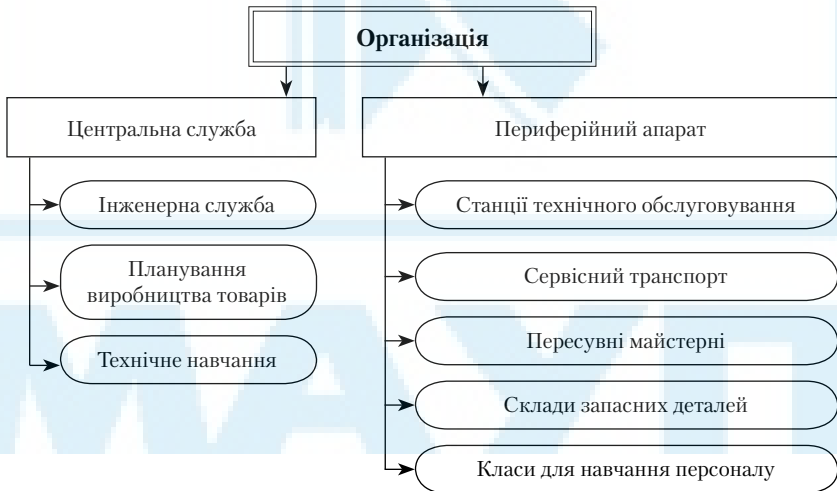 Організація
Центральна служба
Інженерна служба
Планування
виробництва товарів
Технічне навчання
Периферійний апарат
Станції технічного обслуговування
Сервісний транспорт
Пересувні майстерні
Склади запасних деталей
Класи для навчання персоналу
МАУП